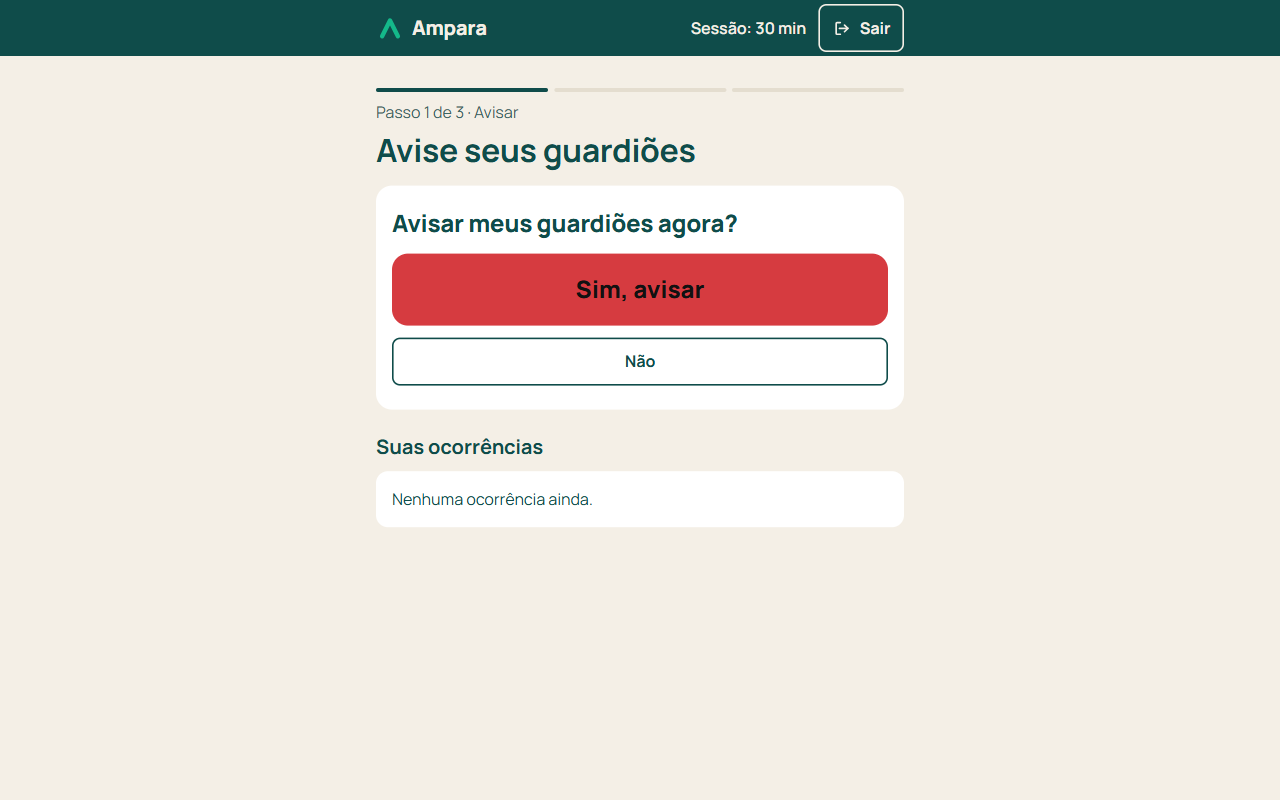 Ampara
Sessão: 30 min
Sair
Passo 1 de 3 · Avisar
Avise seus guardiões
Avisar meus guardiões agora?
Sim, avisar
Não
Suas ocorrências
Nenhuma ocorrência ainda.